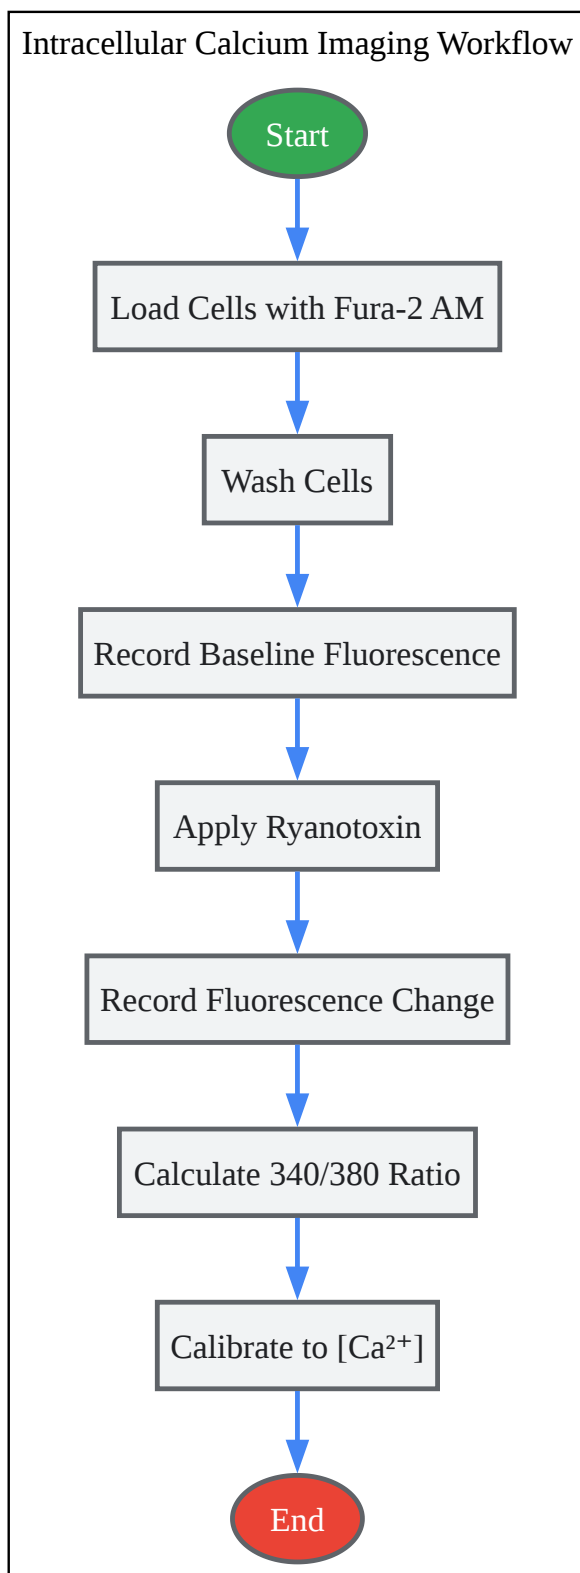 Intracellular Calcium Imaging Workflow
Start
Load Cells with Fura-2 AM
Wash Cells
Record Baseline Fluorescence
Apply Ryanotoxin
Record Fluorescence Change
Calculate 340/380 Ratio
Calibrate to [Ca²⁺]
End